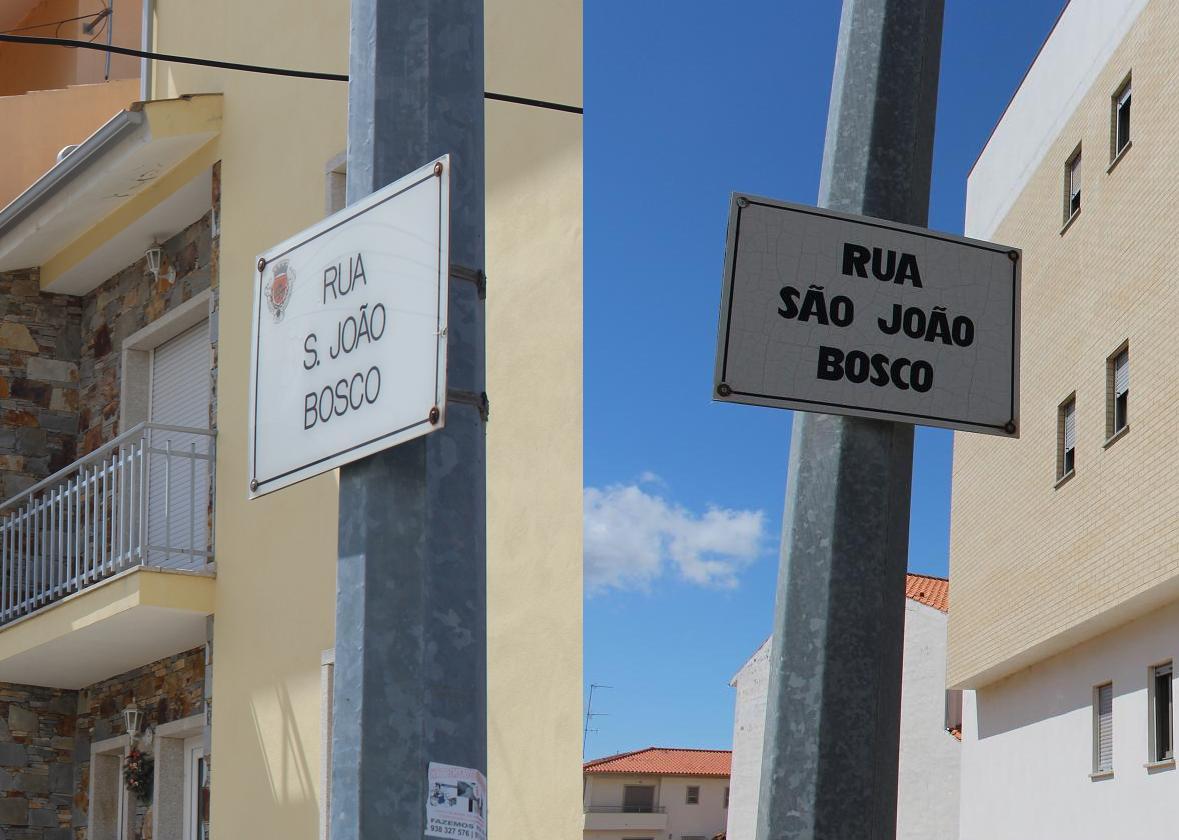 RUA
S. JOÃO
BOSCO
FAZEMOS
938 327 576
RUA
SÃO JOÃO
BOSCO